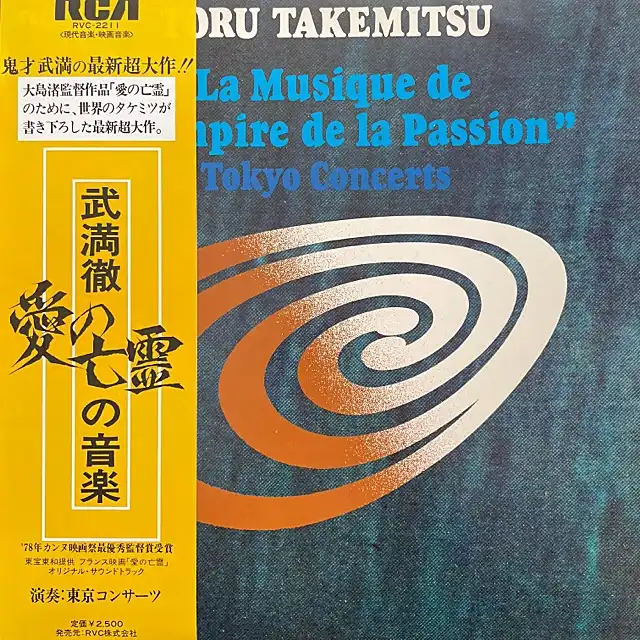 RCA
RVC-2211
〈現代音楽・映画音楽〉
鬼才武満の最新超大作!!
大島渚監督作品「愛の亡霊」
のために、世界のタケミツが
書き下ろした最新超大作。
武満徹
愛の亡霊
の音楽
'78年カンヌ映画祭最優秀監督賞受賞
東宝東和提供 フランス映画「愛の亡霊」
オリジナル・サウンドトラック
演奏:東京コンサーツ
定価¥2,500
発売元:RVC株式会社
ORU TAKEMITSU
La Musique de
mpire de la Passion”
Tokyo Concerts